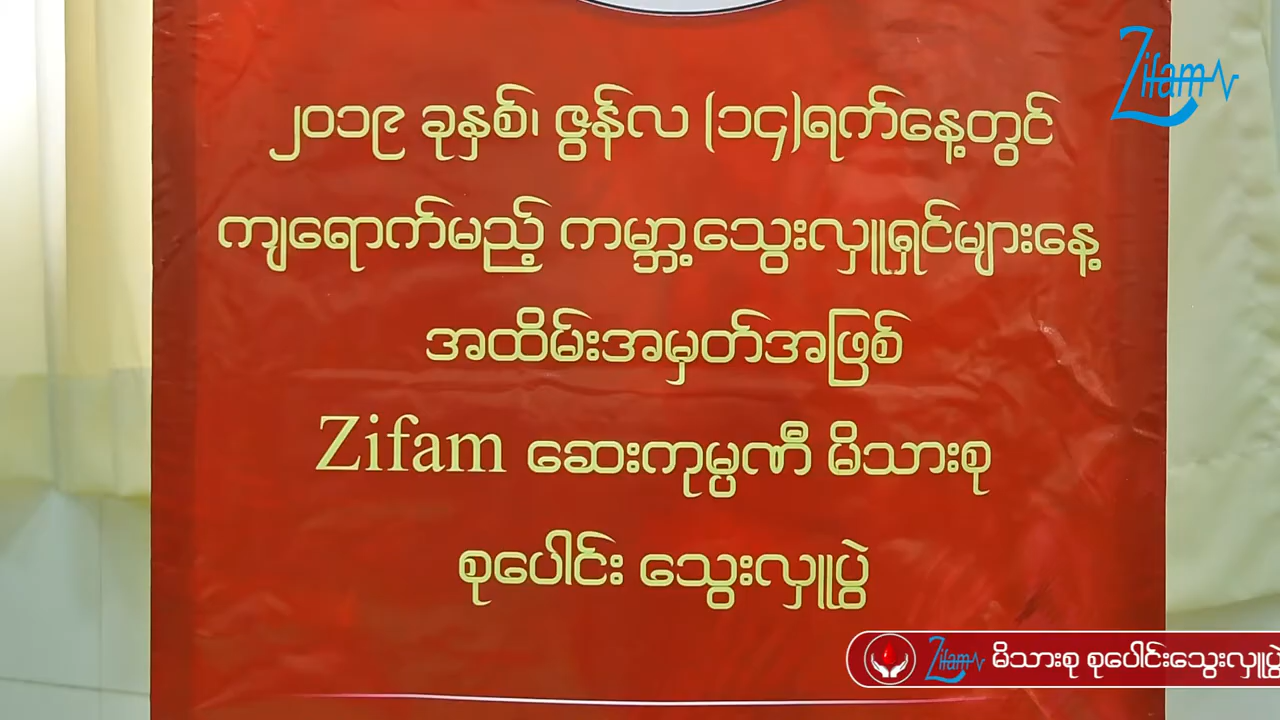 Zifam
၂၀၁၉ ခုနှစ်၊ ဇွန်လ (၁၄)ရက်နေ့တွင်
ကျရောက်မည့် ကမ္ဘာ့သွေးလှူရှင်များနေ့
အထိမ်းအမှတ်အဖြစ်
Zifam ဆေးကုမ္ပဏီ မိသားစု
စုပေါင်း သွေးလှူပွဲ
Zifam မိသားစု စုပေါင်းသွေးလှူပွဲ